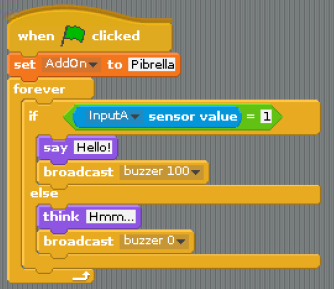 when clicked
set AddOn to Pibrella
forever
if InputA sensor value = 1
say Hello!
broadcast buzzer 100
else
think Hmm...
broadcast buzzer 0